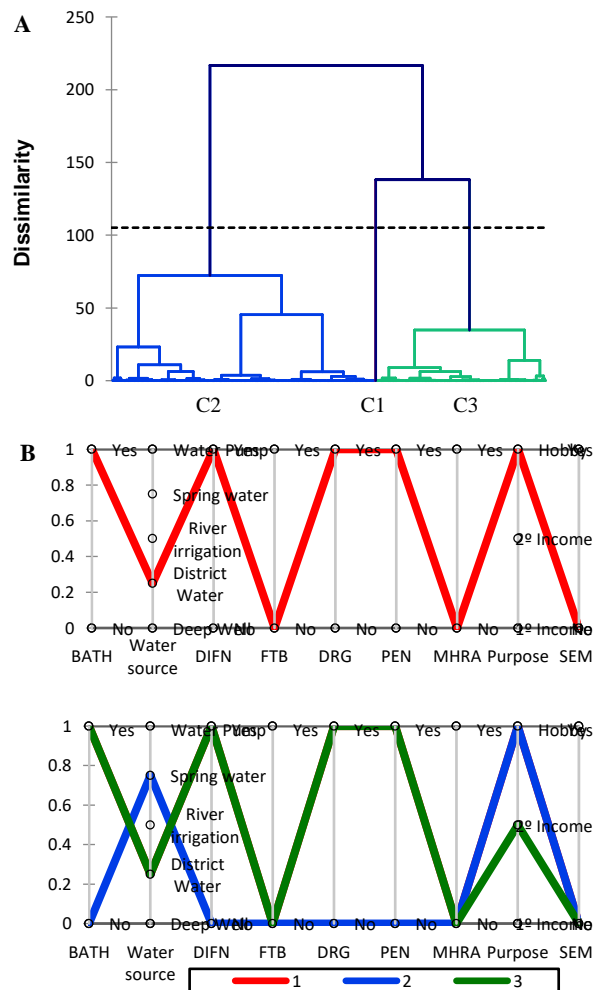 A
250
200
150
100
50
0
Dissimilarity
C2
C1
C3
B
1
0.8
0.6
0.4
0.2
0
Yes
Water Pump
Yes
Yes
Yes
Yes
Yes
Hobby
Yes
Spring water
River
irrigation
2º Income
District
Water
No
Deep Well
No
No
No
No
No
1º Income
No
BATH
Water
source
DIFN
FTB
DRG
PEN
MHRA
Purpose
SEM
1
0.8
0.6
0.4
0.2
0
Yes
Water Pump
Yes
Yes
Yes
Yes
Yes
Hobby
Yes
Spring water
River
irrigation
2º Income
District
Water
No
Deep Well
No
No
No
No
No
1º Income
No
BATH
Water
source
DIFN
FTB
DRG
PEN
MHRA
Purpose
SEM
1
2
3